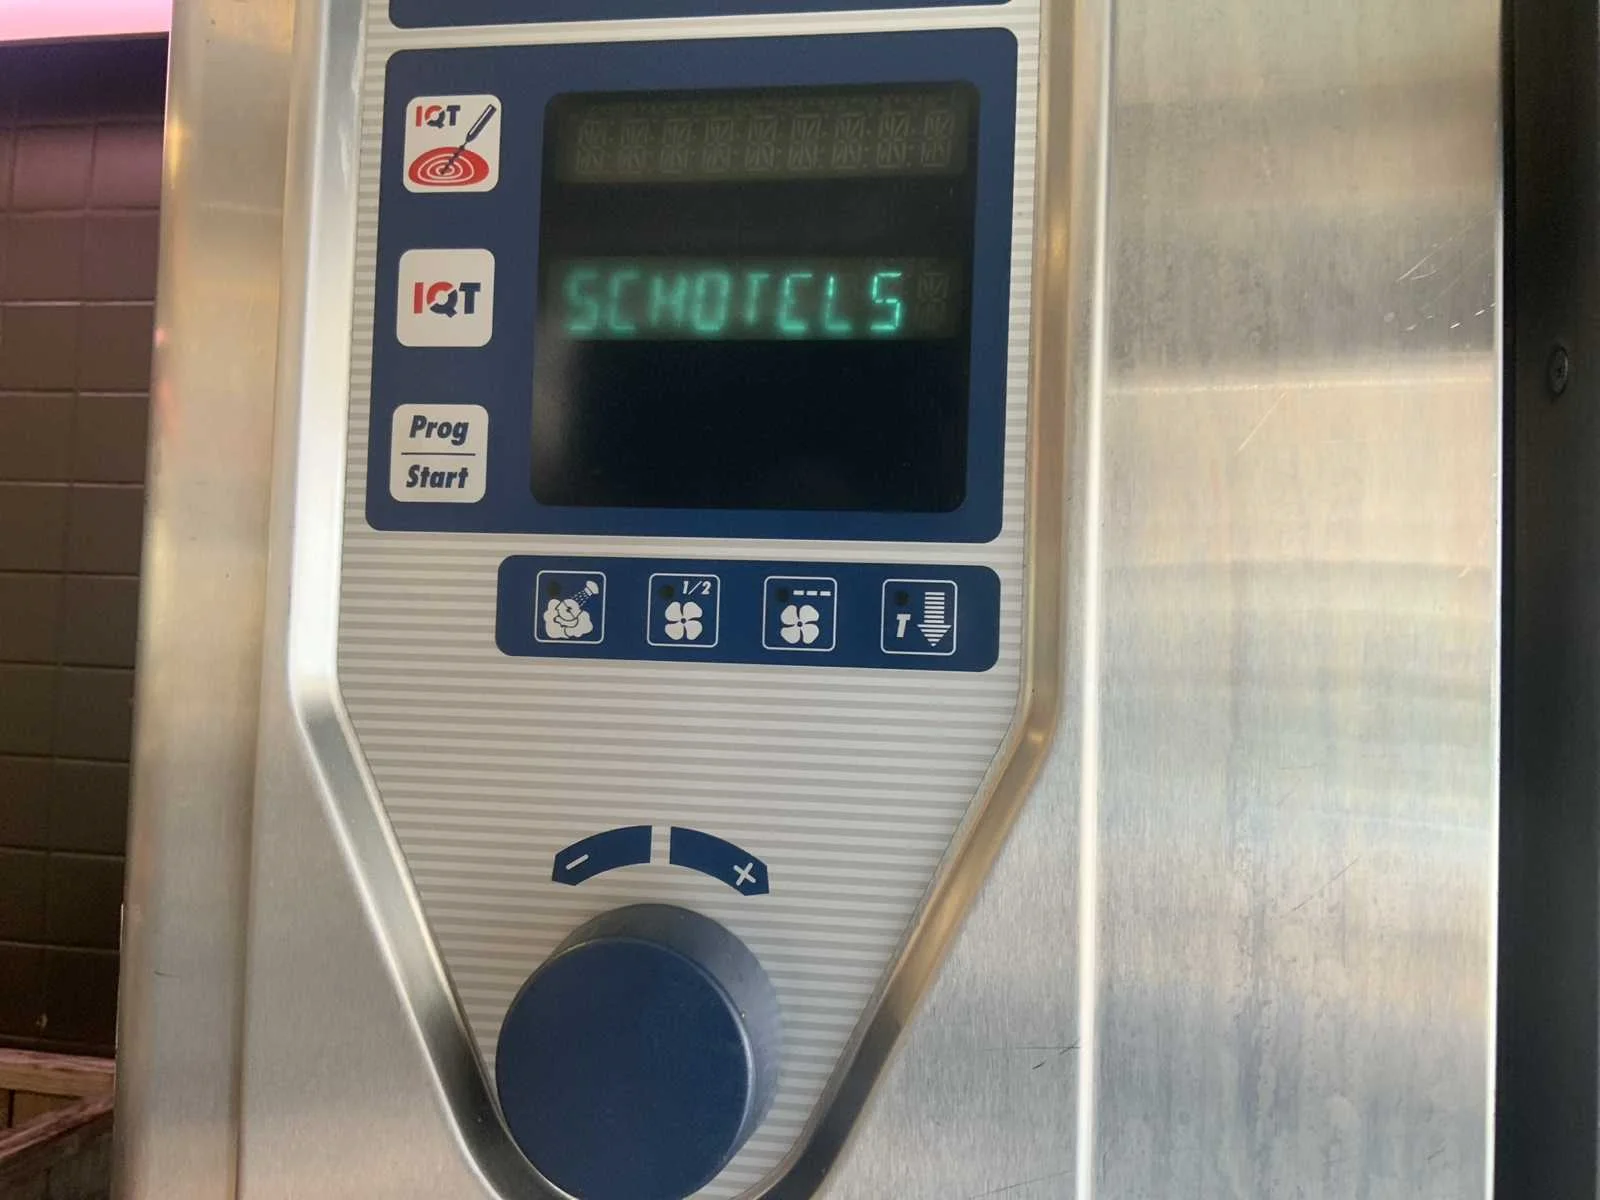 IQT
SCHOTELS
IQT
Prog
Start
1/2
T
- +